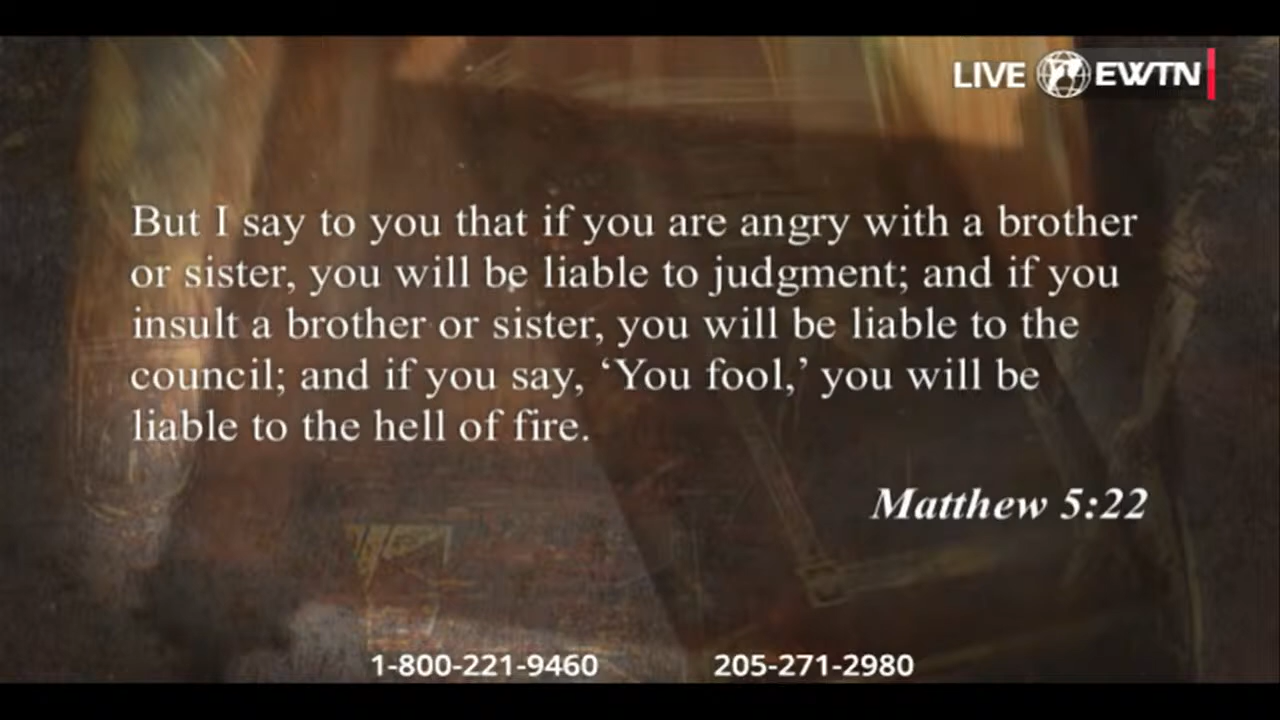 LIVE EWTN
But I say to you that if you are angry with a brother
or sister, you will be liable to judgment; and if you
insult a brother or sister, you will be liable to the
council; and if you say, ‘You fool,’ you will be
liable to the hell of fire.
Matthew 5:22
1-800-221-9460 205-271-2980